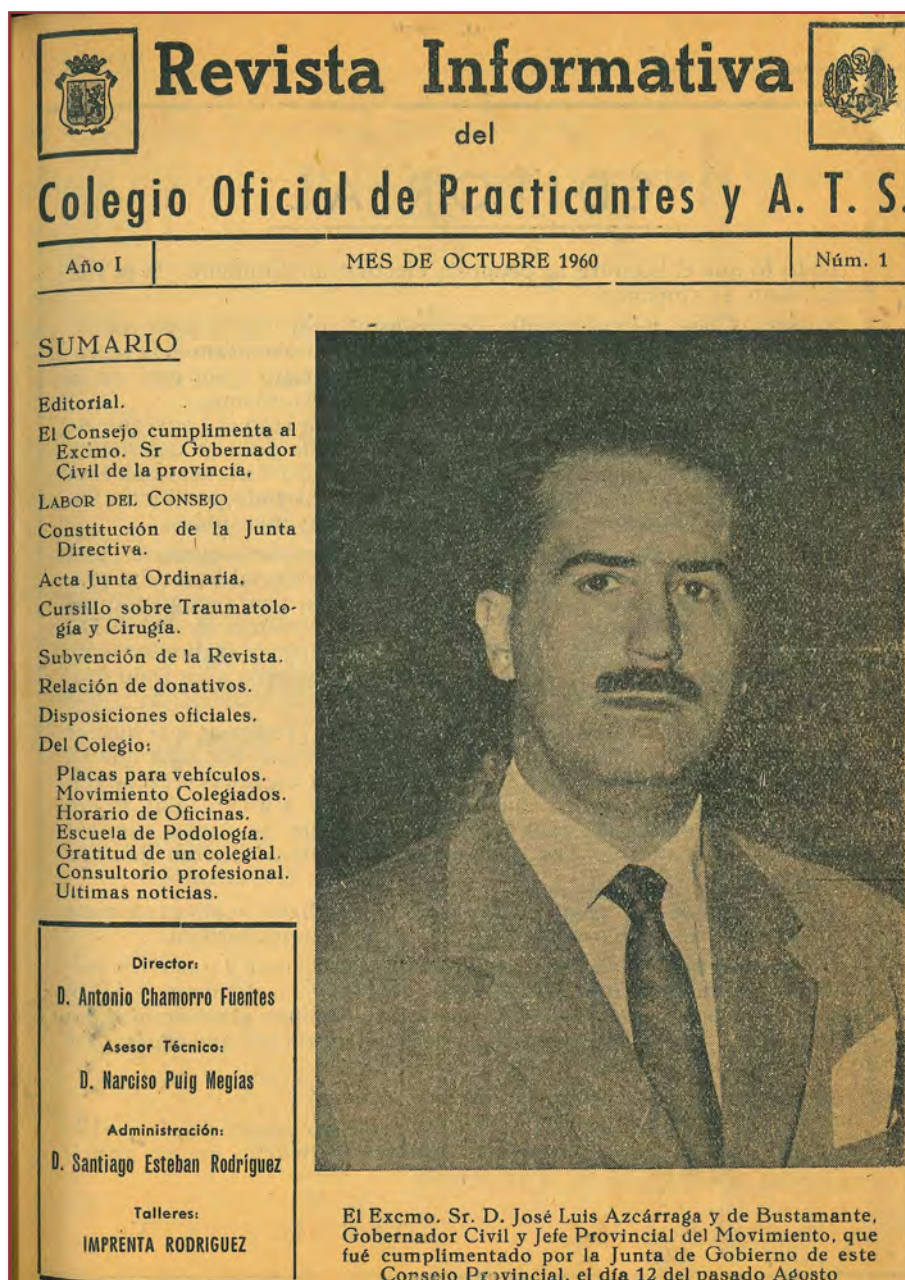 Revista Informativa
del
Colegio Oficial de Practicantes y A. T. S.
Año I
MES DE OCTUBRE 1960
Núm. 1
SUMARIO
Editorial.
El Consejo cumplimenta al
Excmo. Sr Gobernador
Civil de la provincia,
LABOR DEL CONSEJO
Constitución de la Junta
Directiva.
Acta Junta Ordinaria.
Cursillo sobre Traumatolo-
gía y Cirugía.
Subvención de la Revista.
Relación de donativos.
Disposiciones oficiales.
Del Colegio:
Placas para vehículos.
Movimiento Colegiados.
Horario de Oficinas.
Escuela de Podología.
Gratitud de un colegial.
Consultorio profesional.
Ultimas noticias.
Director:
D. Antonio Chamorro Fuentes
Asesor Técnico:
D. Narciso Puig Megías
Administración:
D. Santiago Esteban Rodríguez
Talleres:
IMPRENTA RODRIGUEZ
El Excmo. Sr. D. José Luis Azcárraga y de Bustamante,
Gobernador Civil y Jefe Provincial del Movimiento, que
fué cumplimentado por la Junta de Gobierno de este
Consejo Provincial, el día 12 del pasado Agosto